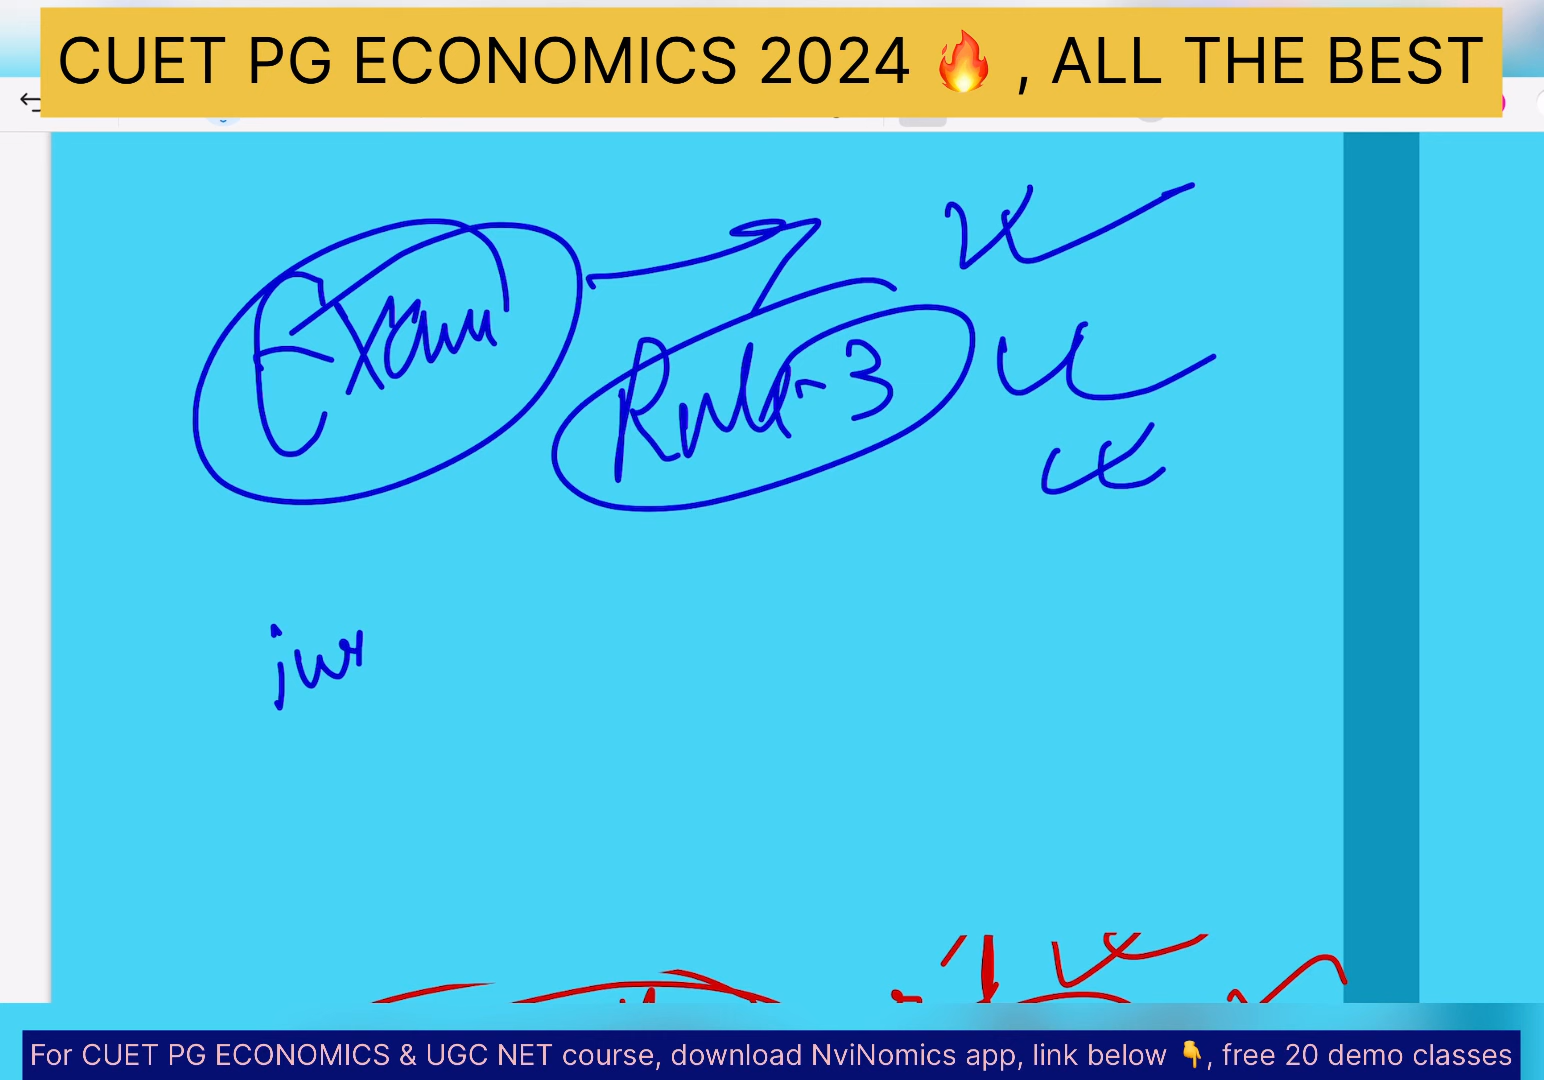 CUET PG ECONOMICS 2024 🔥 , ALL THE BEST
Exam
Rule-3
For CUET PG ECONOMICS & UGC NET course, download NviNomics app, link below 👇, free 20 demo classes